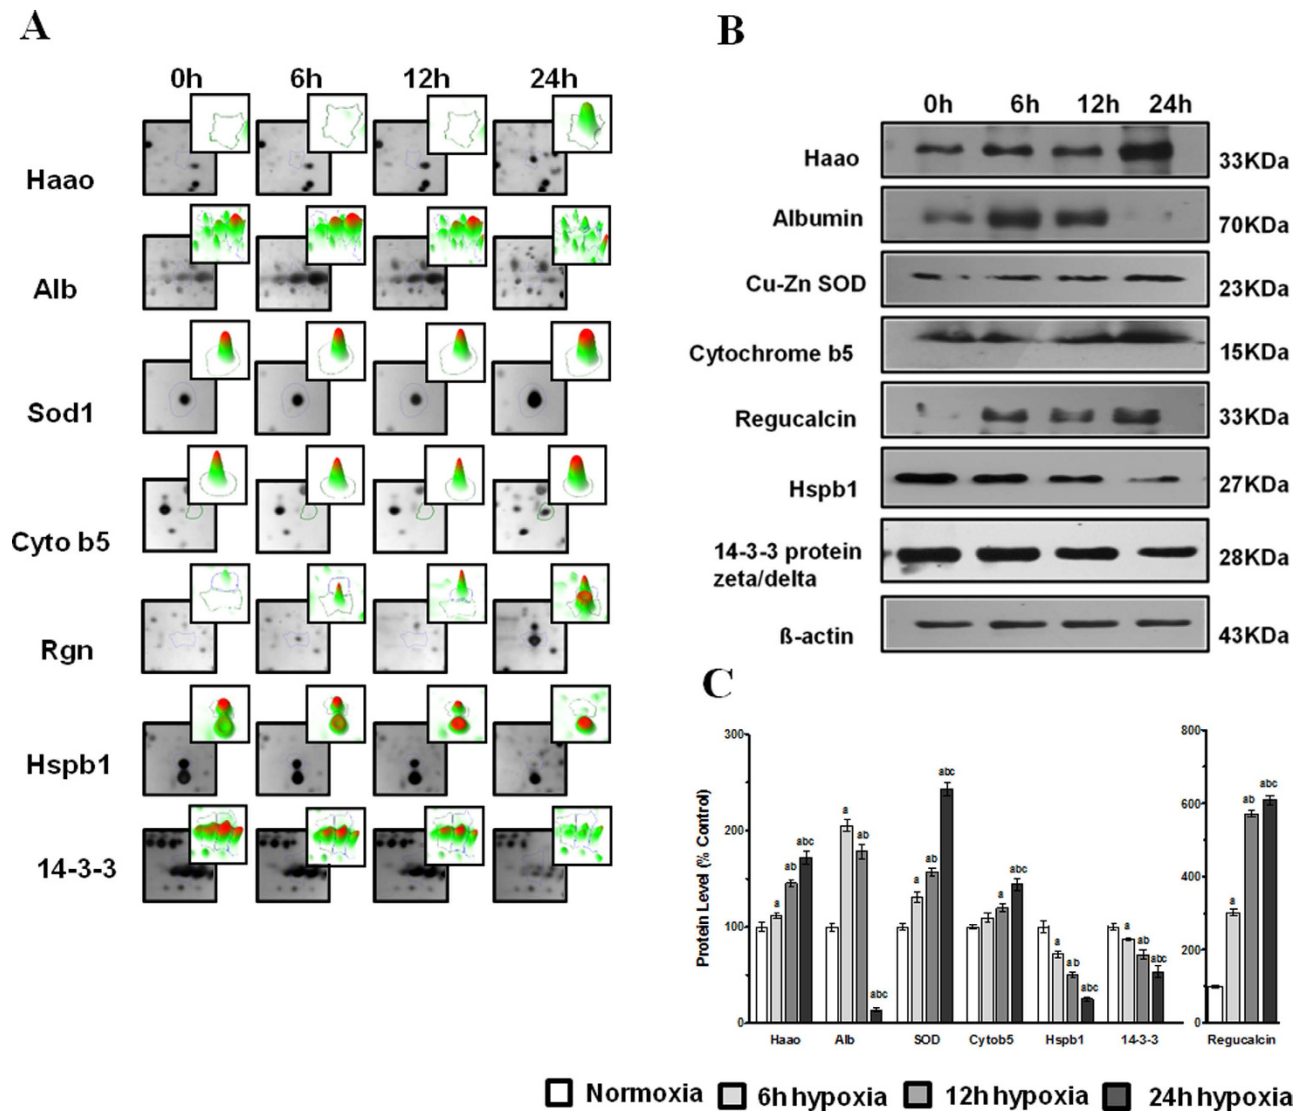 A
0h 6h 12h 24h
Haao
Alb
Sod1
Cyto b5
Rgn
Hspb1
14-3-3
B
0h 6h 12h 24h
Haao 33KDa
Albumin 70KDa
Cu-Zn SOD 23KDa
Cytochrome b5 15KDa
Regucalcin 33KDa
Hspb1 27KDa
14-3-3 protein
zeta/delta 28KDa
ß-actin 43KDa
C
Protein Level (% Control)
300
200
100
0
a ab abc
a ab abc
a ab abc
a abc
a ab abc
a ab abc
Haao Alb SOD Cytob5 Hspb1 14-3-3
800
600
400
200
0
a ab abc
Regucalcin
Normoxia 6h hypoxia 12h hypoxia 24h hypoxia